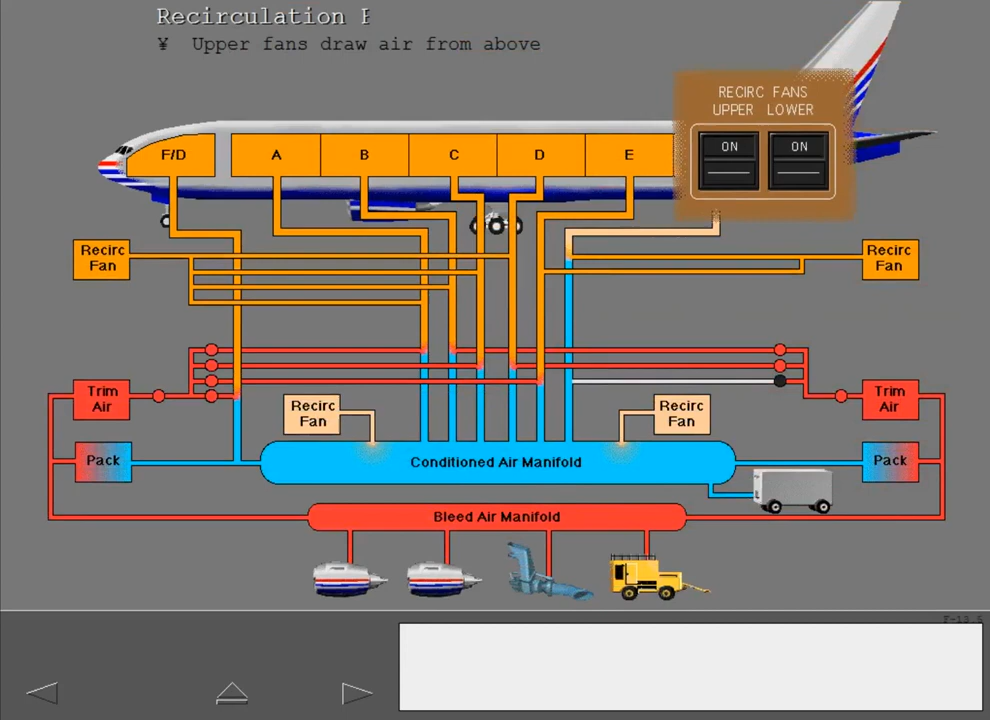 Recirculation F
¥ Upper fans draw air from above
RECIRC FANS
UPPER LOWER
ON ON
F/D A B C D E
Recirc
Fan
Recirc
Fan
Trim
Air
Recirc
Fan
Recirc
Fan
Trim
Air
Pack
Conditioned Air Manifold
Pack
Bleed Air Manifold